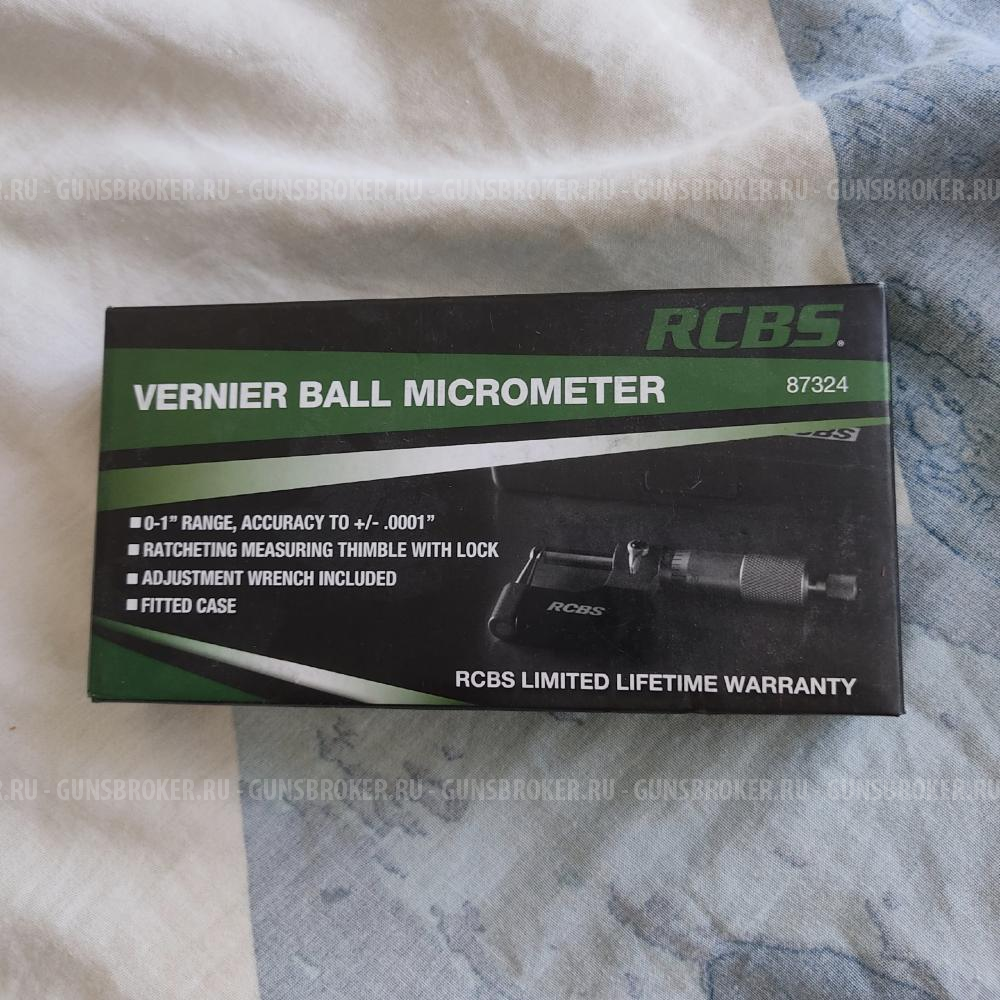 .RU - GUNSBROKER.RU - GUNSBROKER.RU - GUNSBROKER.RU - GUNSBROKER.RU - GUNSBROKER.RU
RCBS®
VERNIER BALL MICROMETER 87324
■ 0-1” RANGE, ACCURACY TO +/- .0001”
■ RATCHETING MEASURING THIMBLE WITH LOCK
■ ADJUSTMENT WRENCH INCLUDED
■ FITTED CASE
RCBS
RCBS LIMITED LIFETIME WARRANTY
.RU - GUNSBROKER.RU - GUNSBROKER.RU - GUNSBROKER.RU - GUNSBROKER.RU - GUNSBROKER.RU